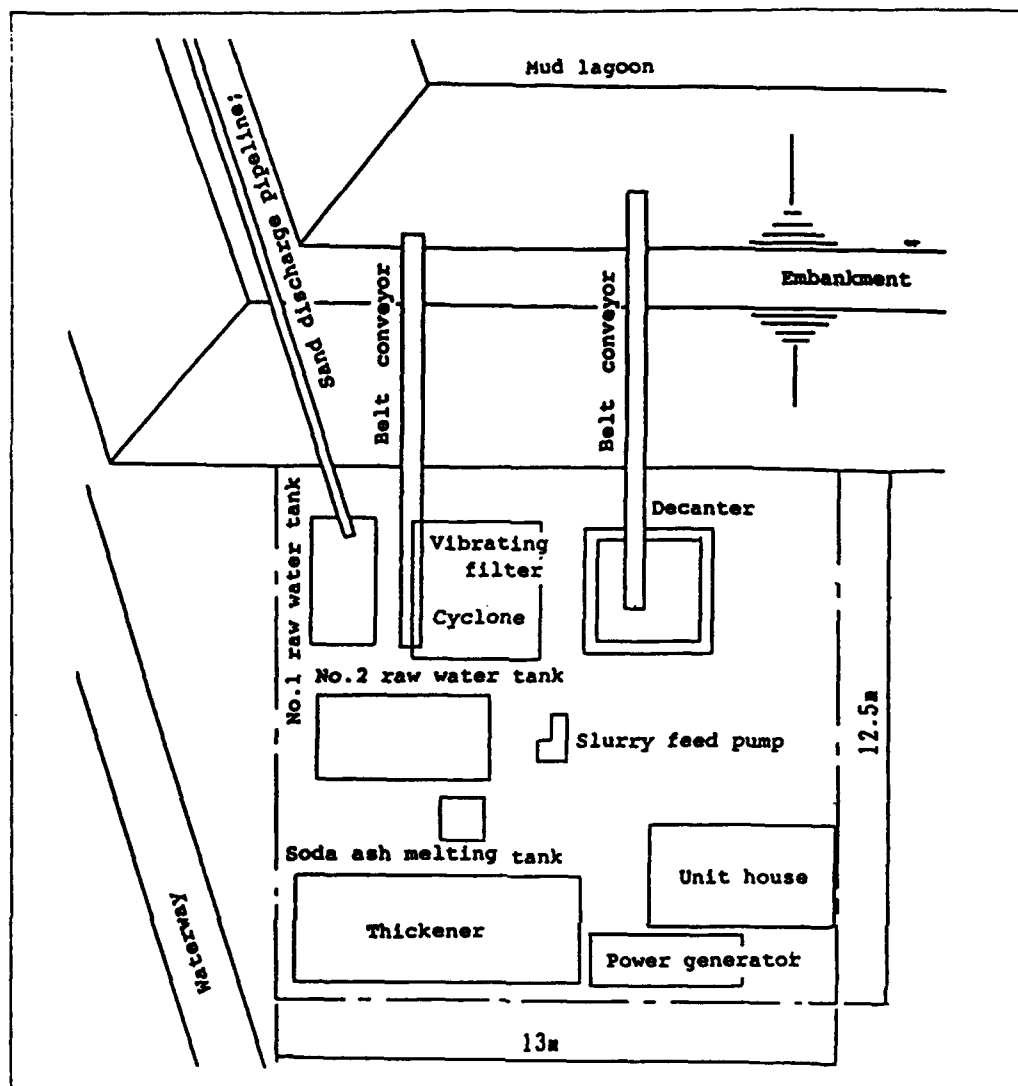 Mud lagoon
Sand discharge pipeline;
Embankment
Belt conveyor
Belt conveyor
Decanter
No.1 raw water tank
Vibrating
filter
Cyclone
No.2 raw water tank
Slurry feed pump
12.5m
Soda ash melting tank
Unit house
Thickener
Power generator
Waterway
13m